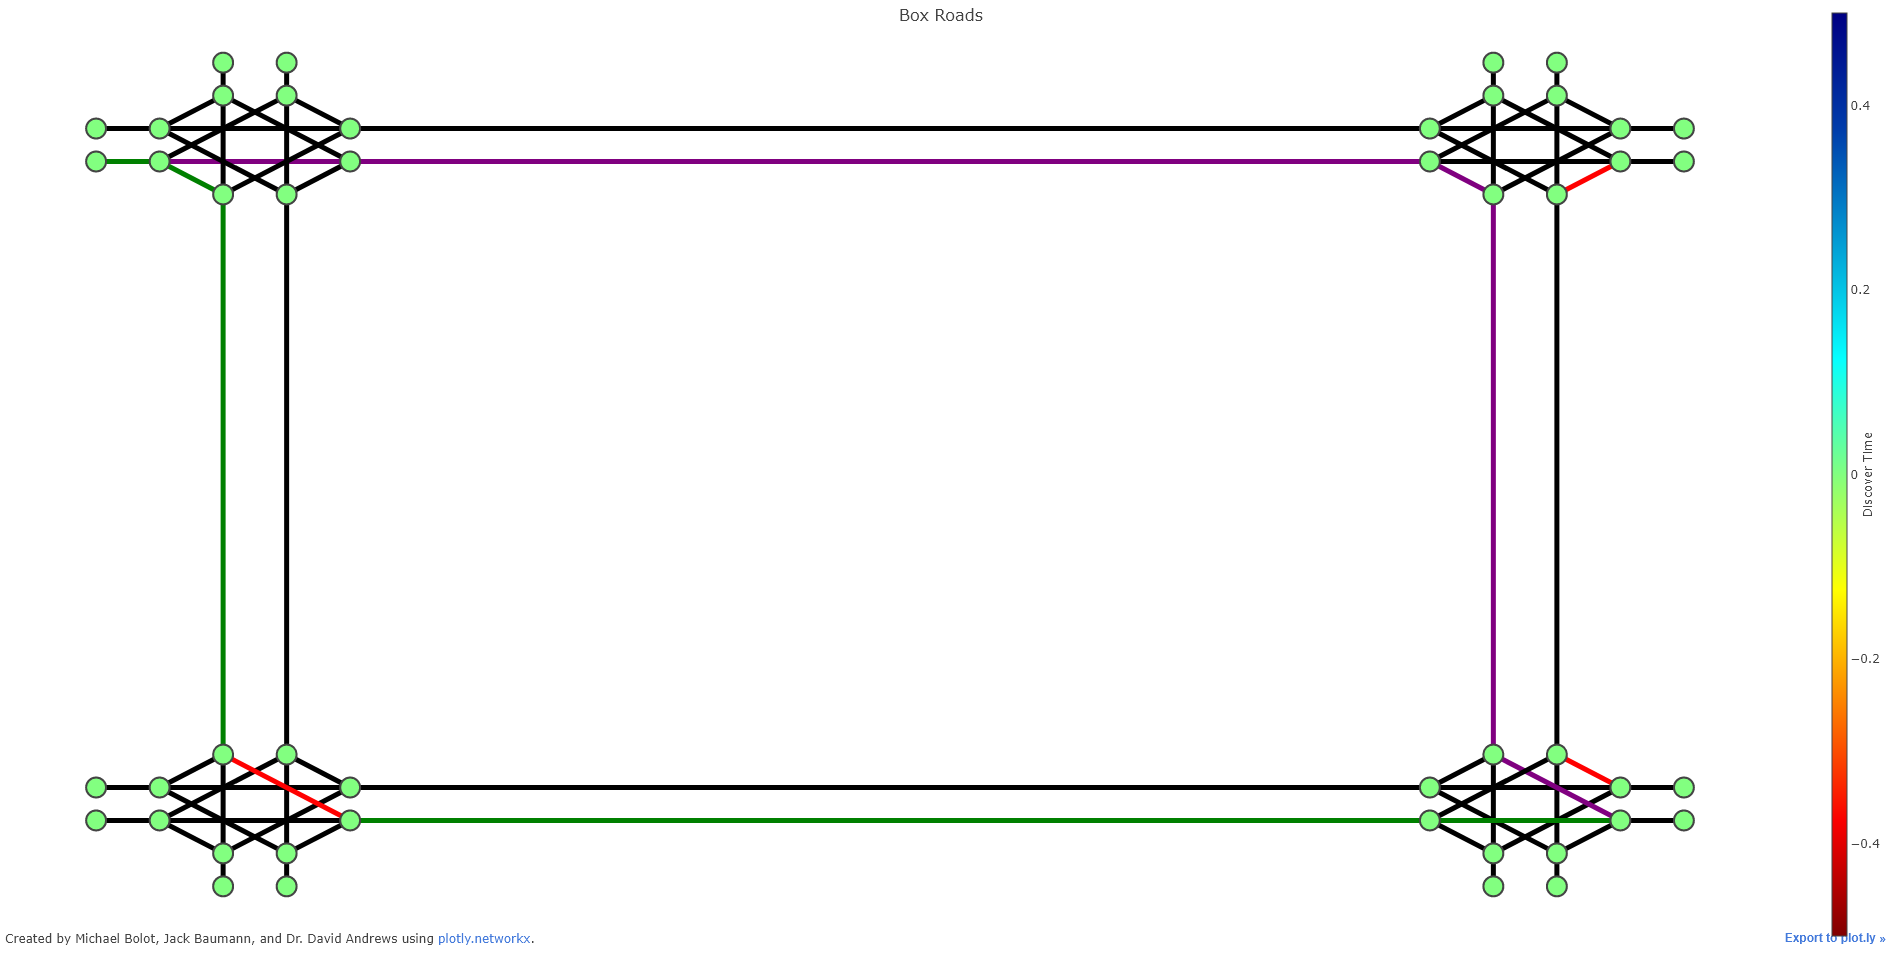 Box Roads
0.4
0.2
0
−0.2
−0.4
DIscover TIme
Created by Michael Bolot, Jack Baumann, and Dr. David Andrews using plotly.networkx.
Export to plot.ly »